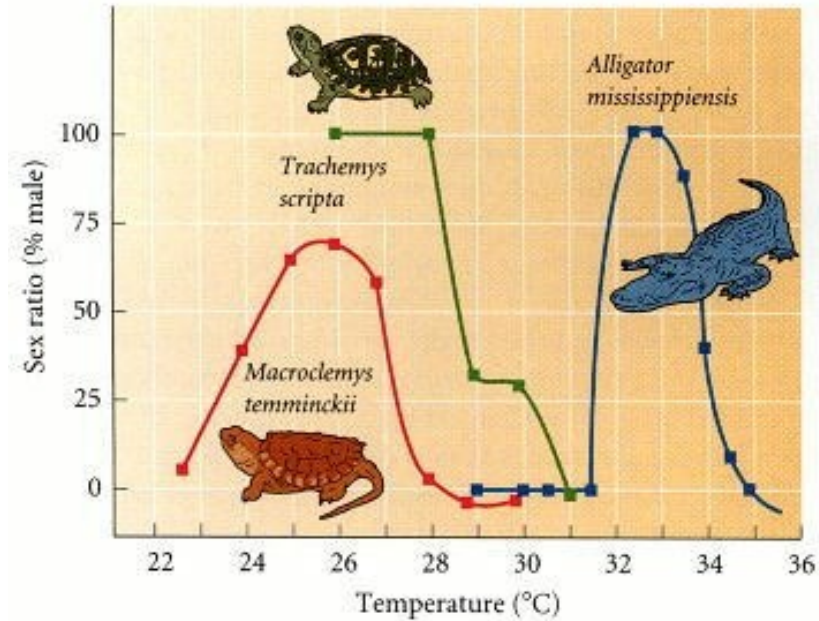 Alligator
mississippiensis
Trachemys
scripta
Macroclemys
temminckii
Sex ratio (% male)
100
75
50
25
0
22 24 26 28 30 32 34 36
Temperature (°C)